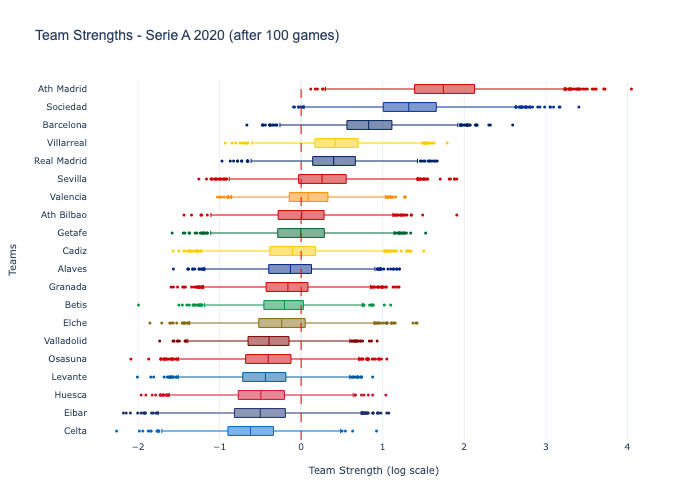 Team Strengths - Serie A 2020 (after 100 games)
Ath Madrid
Sociedad
Barcelona
Villarreal
Real Madrid
Sevilla
Valencia
Ath Bilbao
Getafe
Cadiz
Alaves
Granada
Betis
Elche
Valladolid
Osasuna
Levante
Huesca
Eibar
Celta
Teams
−2 −1 0 1 2 3 4
Team Strength (log scale)